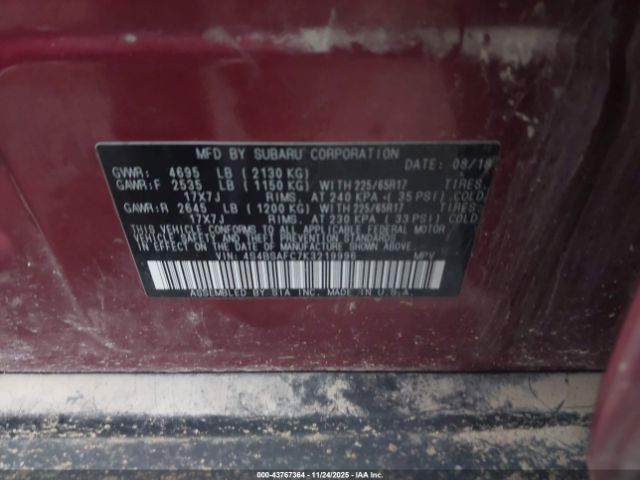 MFD BY SUBARU CORPORATION
DATE: 08/18
GVWR: 4695 LB ( 2130 KG)
GAWR:F 2535 LB ( 1150 KG) WITH 225/65R17 TIRES,
17X7J RIMS, AT 240 KPA ( 35 PSI) COLD
GAWR:R 2645 LB ( 1200 KG) WITH 225/65R17 TIRES,
17X7J RIMS, AT 230 KPA ( 33 PSI) COLD
THIS VEHICLE CONFORMS TO ALL APPLICABLE FEDERAL MOTOR
VEHICLE SAFETY AND THEFT PREVENTION STANDARDS
IN EFFECT ON THE DATE OF MANUFACTURE SHOWN ABOVE.
VIN: 4S4BSAFC7K3219996 MPV
ASSEMBLED BY SIA INC. MADE IN U.S.A.
000-43767364 - 11/24/2025 - IAA Inc.